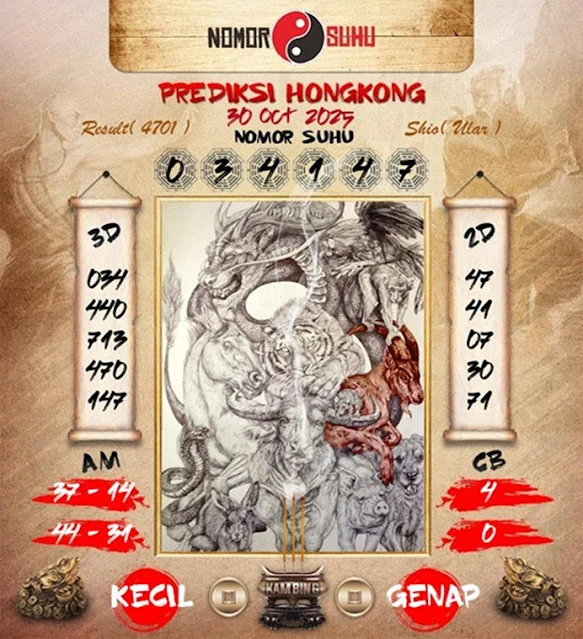 NOMOR SUHU
PREDIKSI HONGKONG
30 Oct 2025
NOMOR SUHU
Result( 4701 )
Shio( Ular )
0 3 4 1 4 7
3D
034
440
713
470
147
2D
47
41
07
30
71
AM
37 - 14
44 - 31
CB
4
0
KECIL
KAMBING
GENAP